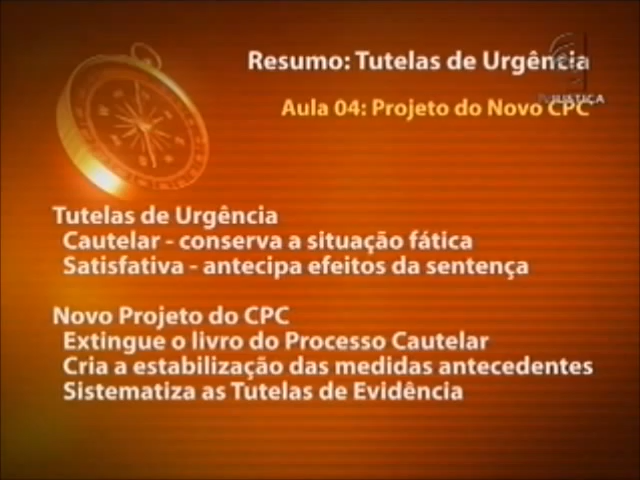 Resumo: Tutelas de Urgência
Aula 04: Projeto do Novo CPC
JUSTIÇA
Tutelas de Urgência
Cautelar - conserva a situação fática
Satisfativa - antecipa efeitos da sentença
Novo Projeto do CPC
Extingue o livro do Processo Cautelar
Cria a estabilização das medidas antecedentes
Sistematiza as Tutelas de Evidência